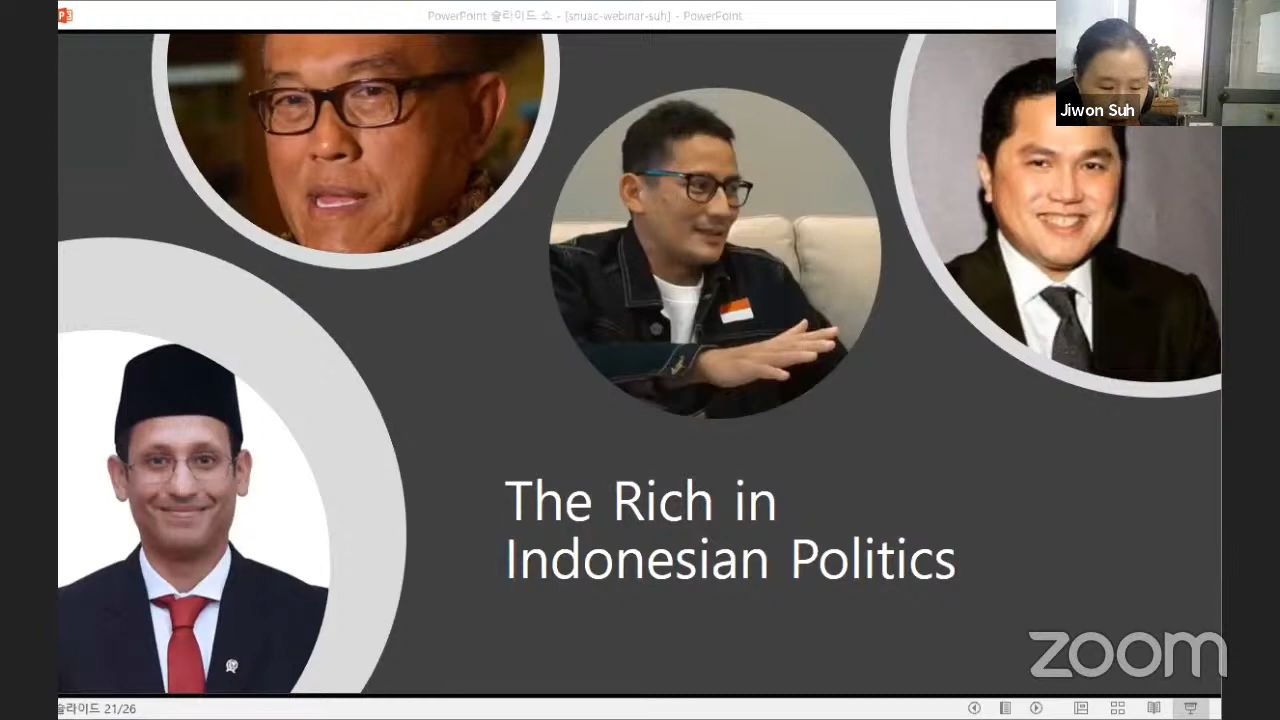 PowerPoint 슬라이드 쇼 - [snuac-webinar-suh] - PowerPoint
Jiwon Suh
The Rich in
Indonesian Politics
zoom
슬라이드 21/26